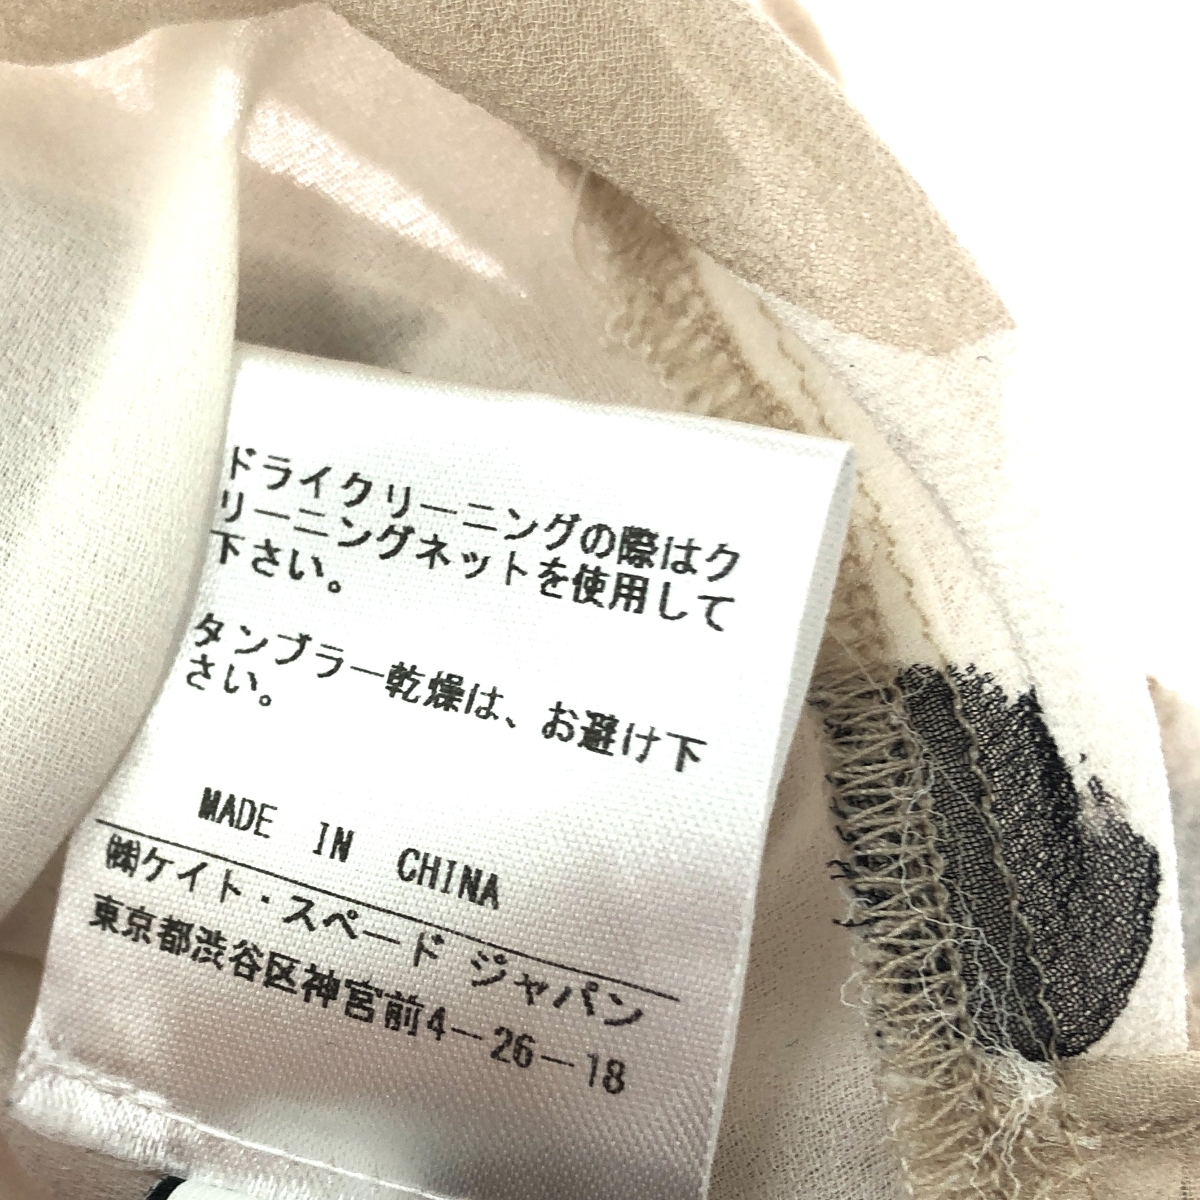 ドライクリーニングの際はク
リーニングネットを使用して
下さい。
タンブラー乾燥は、お避け下
さい。
MADE IN CHINA
㈱ケイト・スペード ジャパン
東京都渋谷区神宮前4−26−18